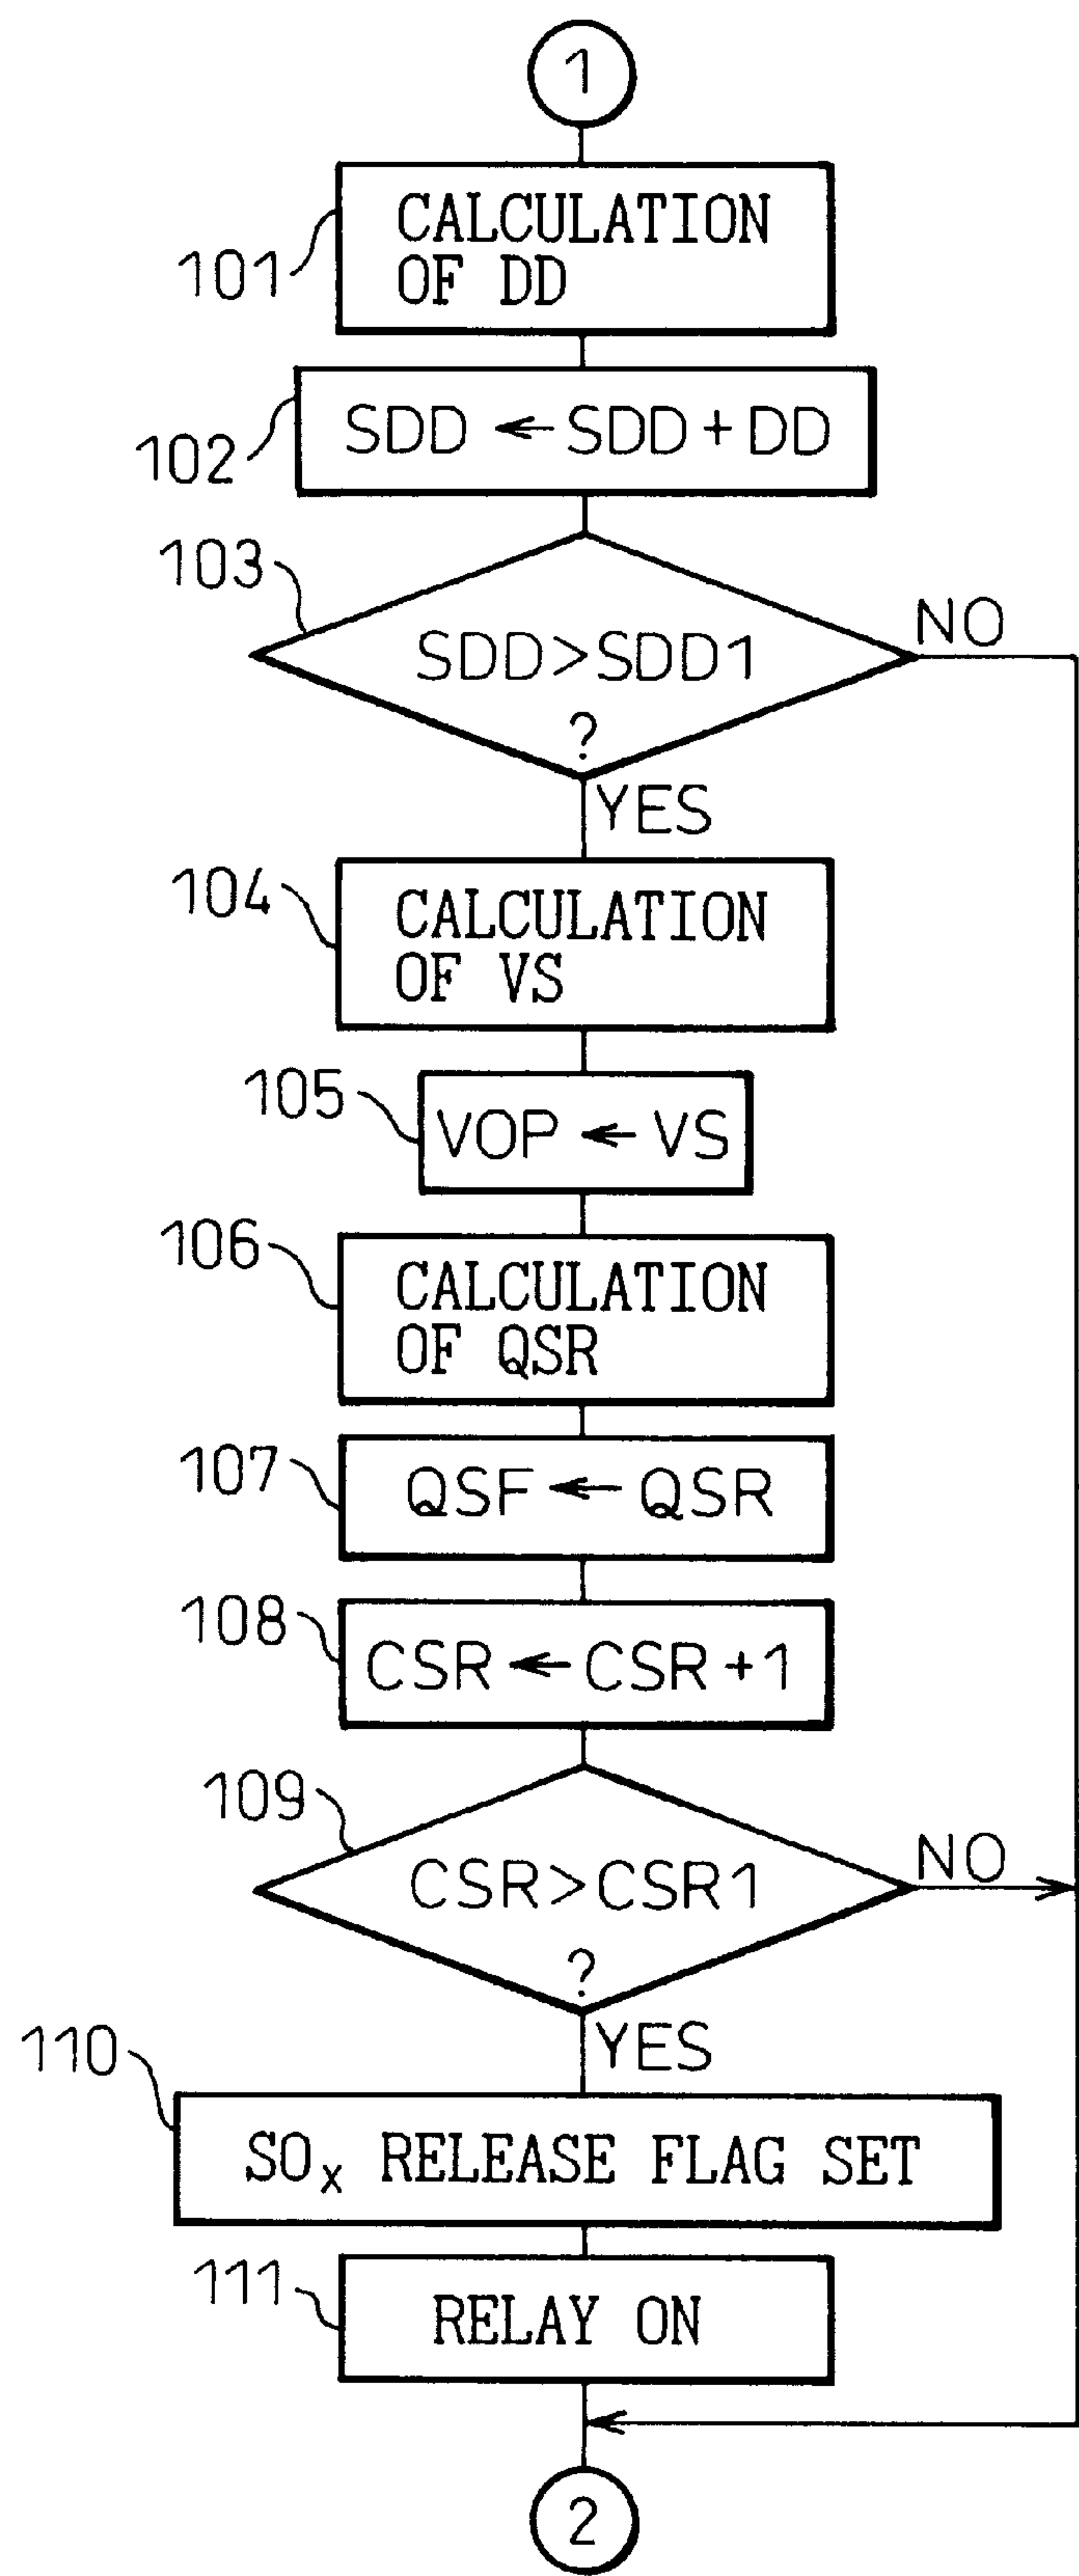 1
CALCULATION
OF DD
101
SDD ← SDD + DD
102
103
SDD>SDD1
?
NO
YES
104
CALCULATION
OF VS
105
VOP ← VS
106
CALCULATION
OF QSR
107
QSF ← QSR
108
CSR ← CSR +1
109
CSR>CSR1
?
NO
YES
110
SOx RELEASE FLAG SET
111
RELAY ON
2